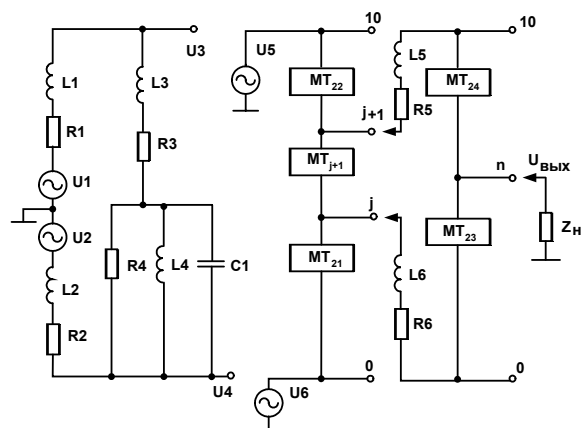 U3
L1
R1
U1
U2
L2
R2
L3
R3
R4
L4
C1
U4
U5
10
MT22
j+1
MTj+1
j
MT21
0
U6
L5
R5
L6
R6
10
MT24
n
Uвых
MT23
ZН
0